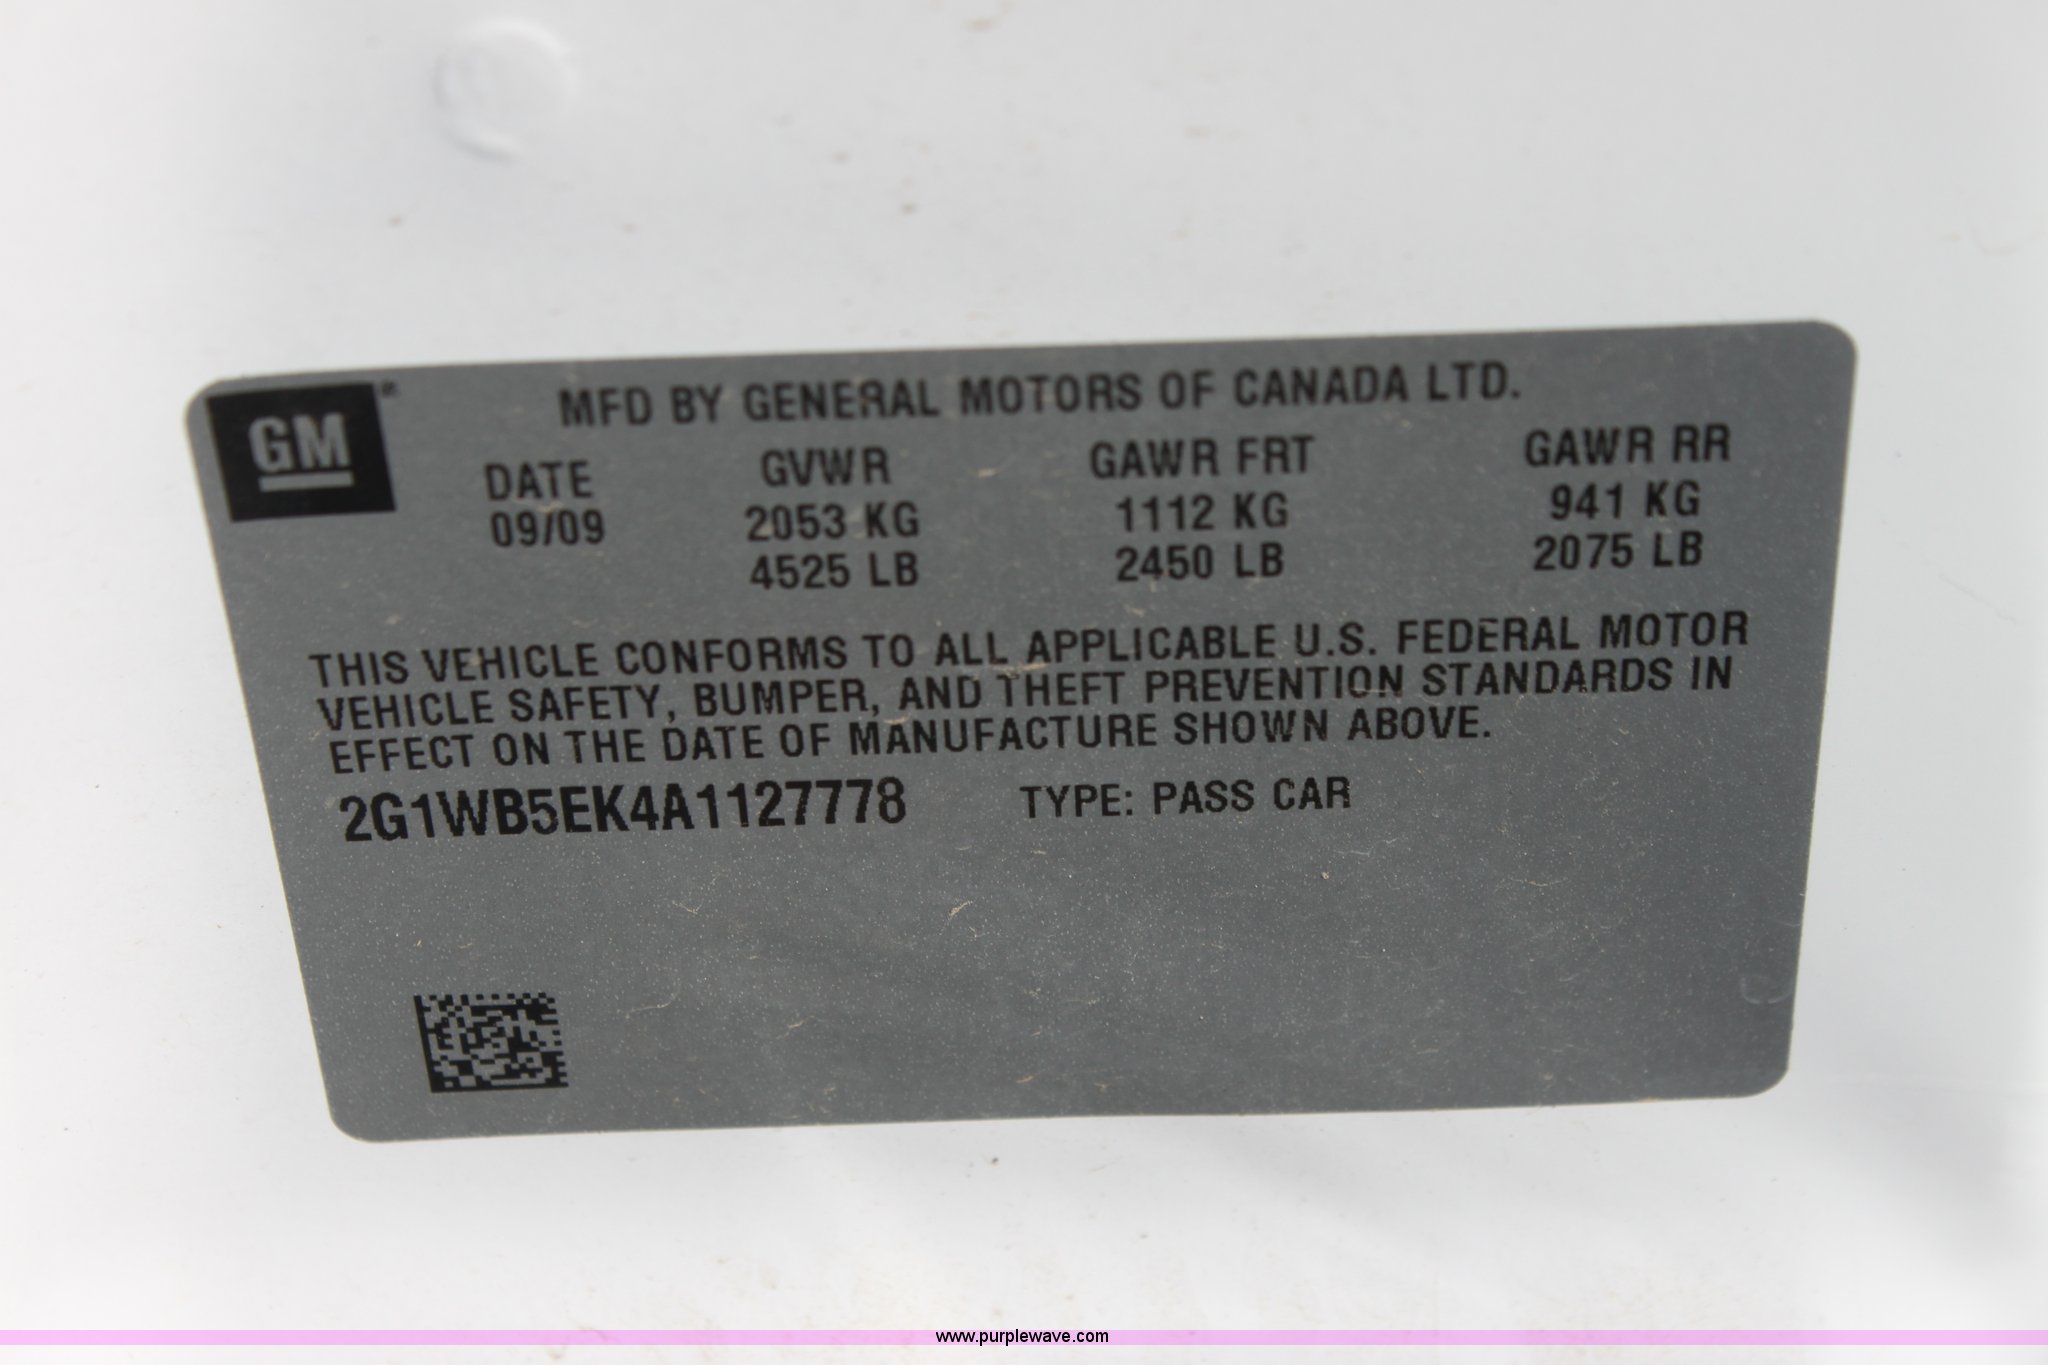 GM
MFD BY GENERAL MOTORS OF CANADA LTD.
DATE GVWR GAWR FRT GAWR RR
09/09 2053 KG 1112 KG 941 KG
4525 LB 2450 LB 2075 LB
THIS VEHICLE CONFORMS TO ALL APPLICABLE U.S. FEDERAL MOTOR
VEHICLE SAFETY, BUMPER, AND THEFT PREVENTION STANDARDS IN
EFFECT ON THE DATE OF MANUFACTURE SHOWN ABOVE.
2G1WB5EK4A1127778 TYPE: PASS CAR
www.purplewave.com